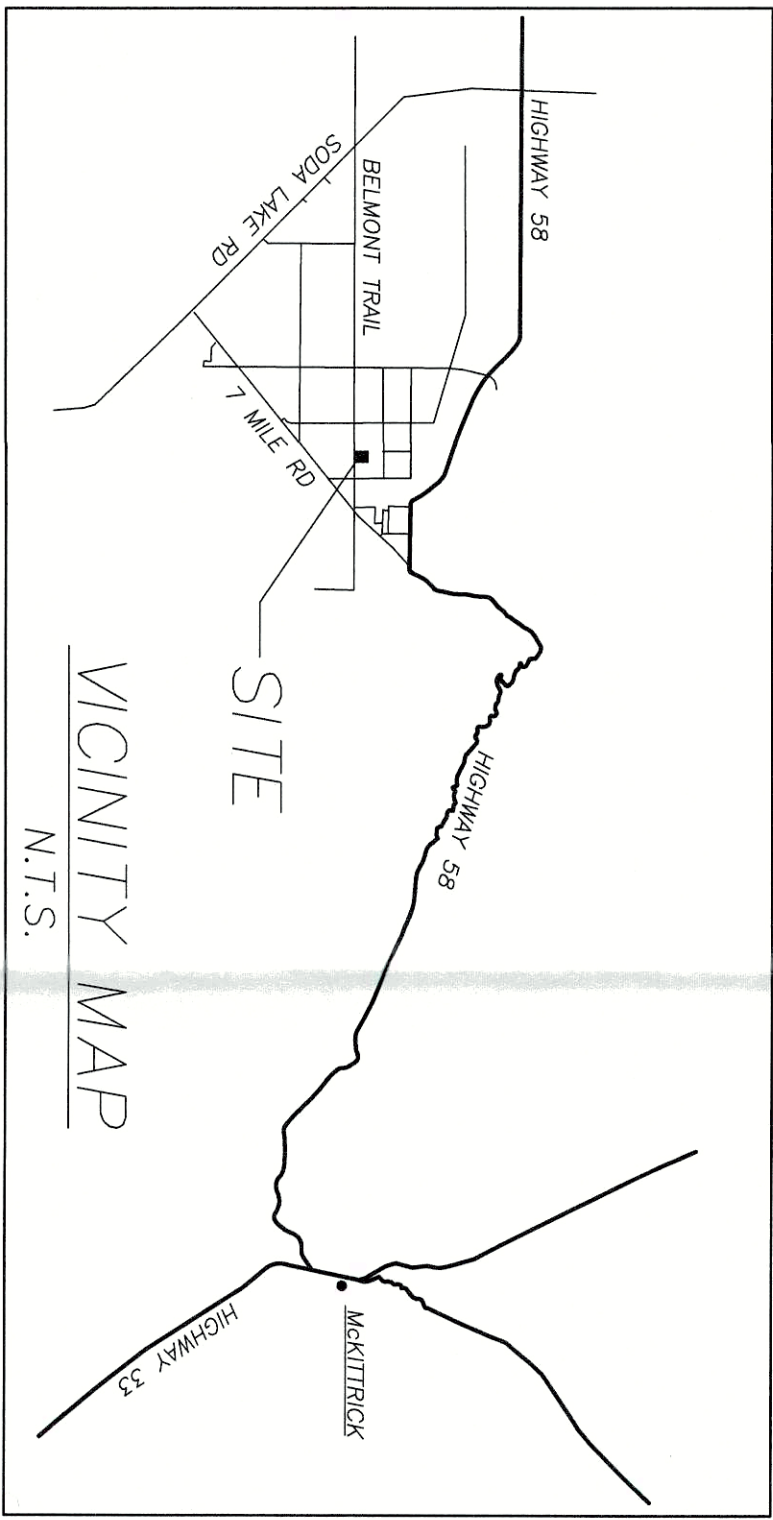 HIGHWAY 58
BELMONT TRAIL
SODA LAKE RD
7 MILE RD
SITE
HIGHWAY 58
McKITTRICK
HIGHWAY 33
VICINITY MAP
N.T.S.